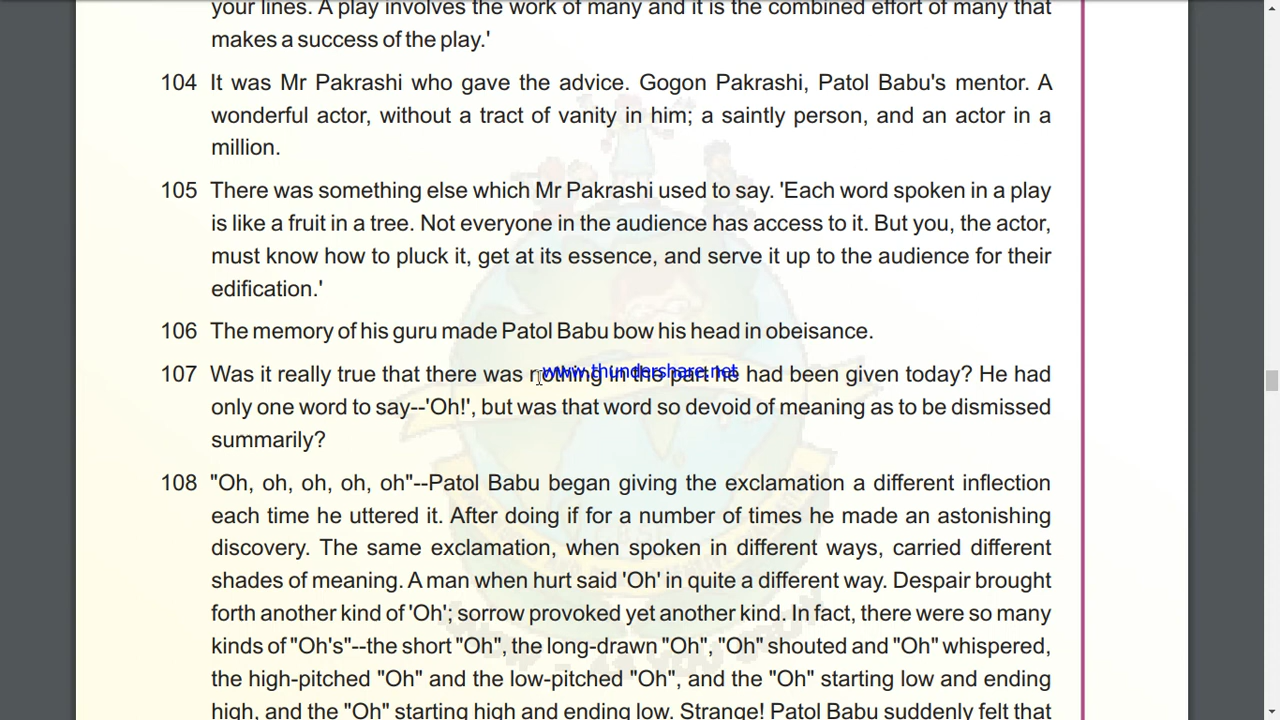 your lines. A play involves the work of many and it is the combined effort of many that
makes a success of the play.'
104 It was Mr Pakrashi who gave the advice. Gogon Pakrashi, Patol Babu's mentor. A
wonderful actor, without a tract of vanity in him; a saintly person, and an actor in a
million.
105 There was something else which Mr Pakrashi used to say. 'Each word spoken in a play
is like a fruit in a tree. Not everyone in the audience has access to it. But you, the actor,
must know how to pluck it, get at its essence, and serve it up to the audience for their
edification.'
106 The memory of his guru made Patol Babu bow his head in obeisance.
107 Was it really true that there was nothing in the part he had been given today? He had
www.thundershare.net
only one word to say--'Oh!', but was that word so devoid of meaning as to be dismissed
summarily?
108 "Oh, oh, oh, oh, oh"--Patol Babu began giving the exclamation a different inflection
each time he uttered it. After doing if for a number of times he made an astonishing
discovery. The same exclamation, when spoken in different ways, carried different
shades of meaning. A man when hurt said 'Oh' in quite a different way. Despair brought
forth another kind of 'Oh'; sorrow provoked yet another kind. In fact, there were so many
kinds of "Oh's"--the short "Oh", the long-drawn "Oh", "Oh" shouted and "Oh" whispered,
the high-pitched "Oh" and the low-pitched "Oh", and the "Oh" starting low and ending
high, and the "Oh" starting high and ending low. Strange! Patol Babu suddenly felt that